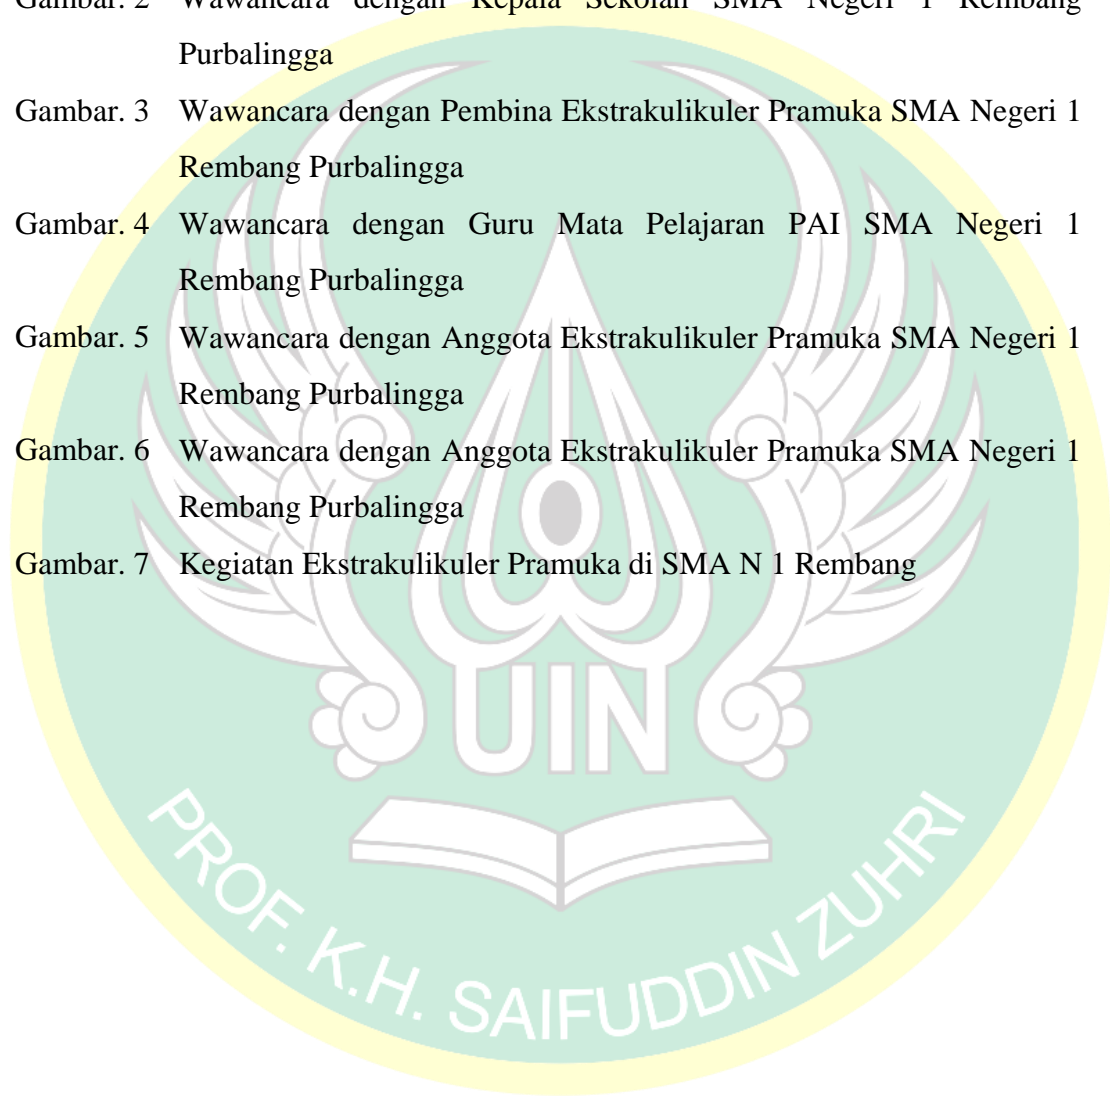 Gambar. 2 Wawancara dengan Kepala Sekolah SMA Negeri 1 Rembang
Purbalingga
Gambar. 3 Wawancara dengan Pembina Ekstrakulikuler Pramuka SMA Negeri 1
Rembang Purbalingga
Gambar. 4 Wawancara dengan Guru Mata Pelajaran PAI SMA Negeri 1
Rembang Purbalingga
Gambar. 5 Wawancara dengan Anggota Ekstrakulikuler Pramuka SMA Negeri 1
Rembang Purbalingga
Gambar. 6 Wawancara dengan Anggota Ekstrakulikuler Pramuka SMA Negeri 1
Rembang Purbalingga
Gambar. 7 Kegiatan Ekstrakulikuler Pramuka di SMA N 1 Rembang
UIN
PROF. K.H. SAIFUDDIN ZUHRI